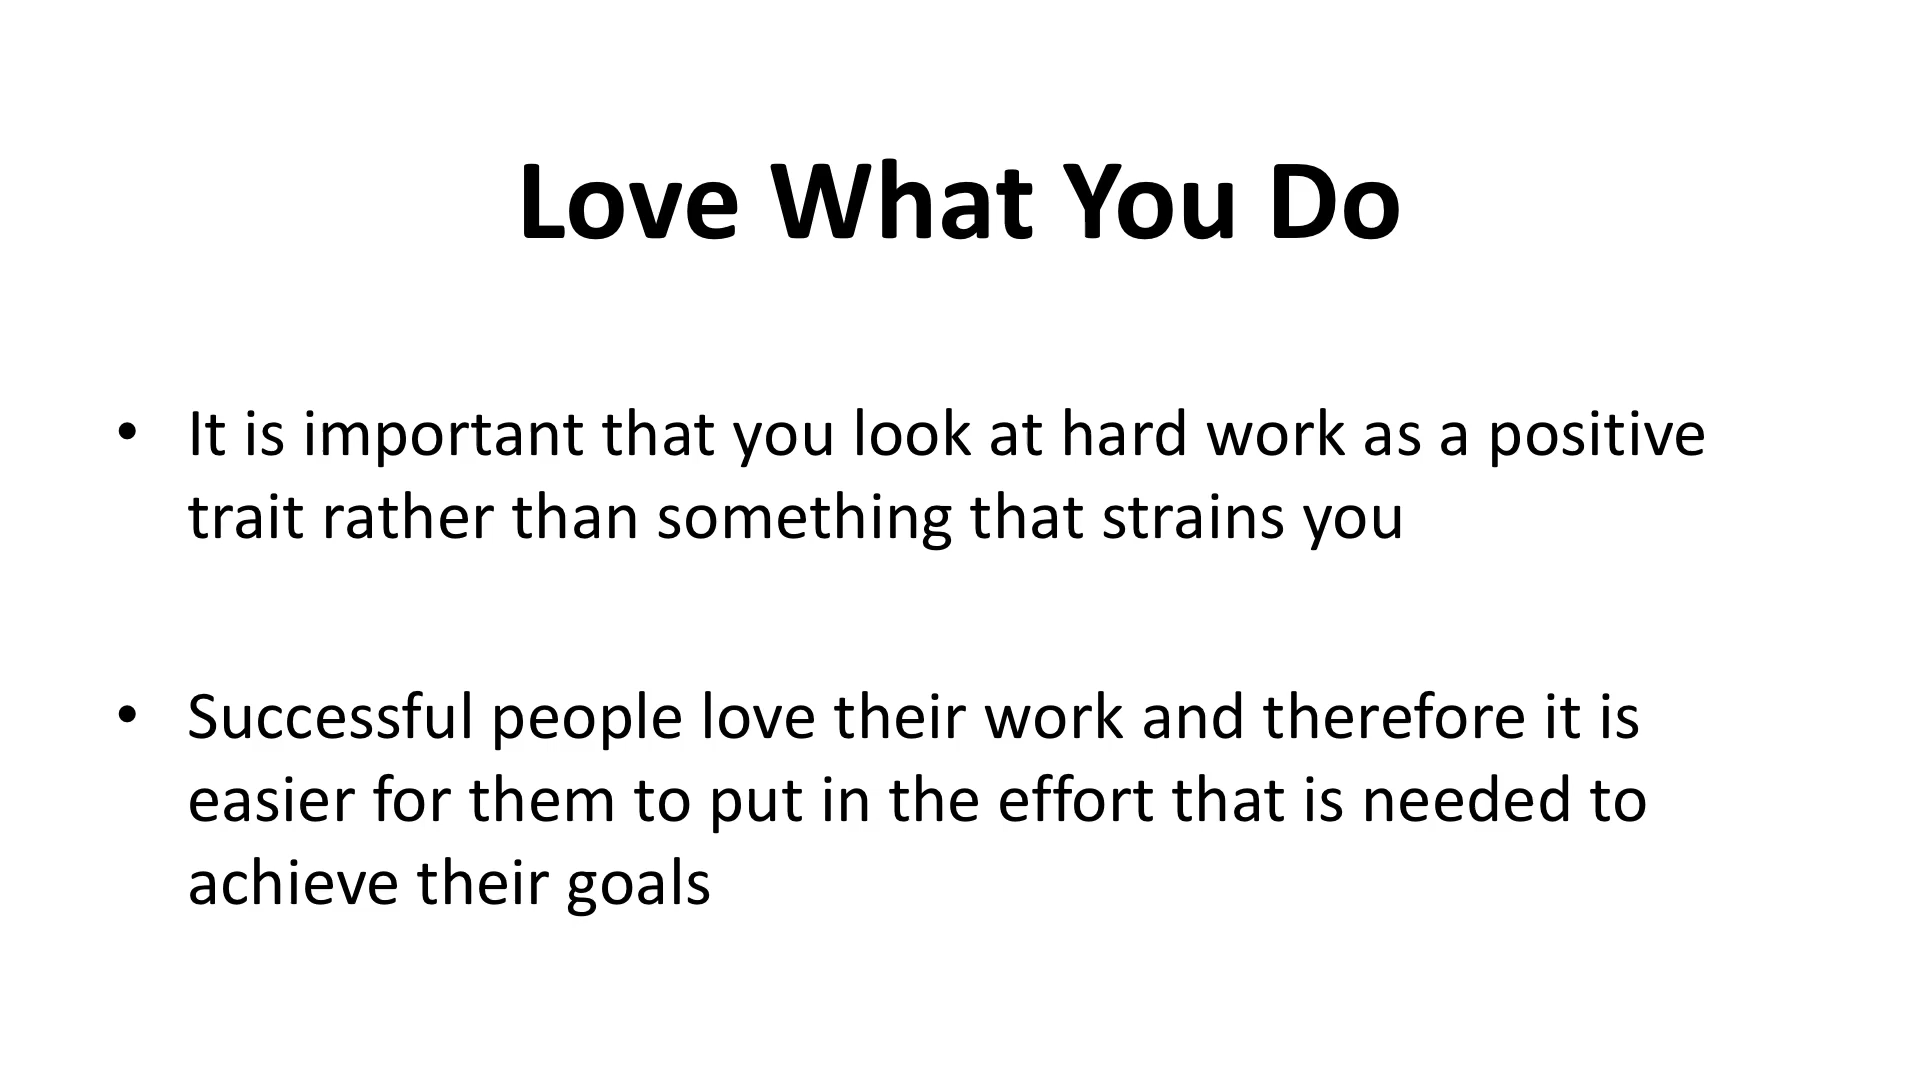 Love What You Do
• It is important that you look at hard work as a positive
trait rather than something that strains you
• Successful people love their work and therefore it is
easier for them to put in the effort that is needed to
achieve their goals